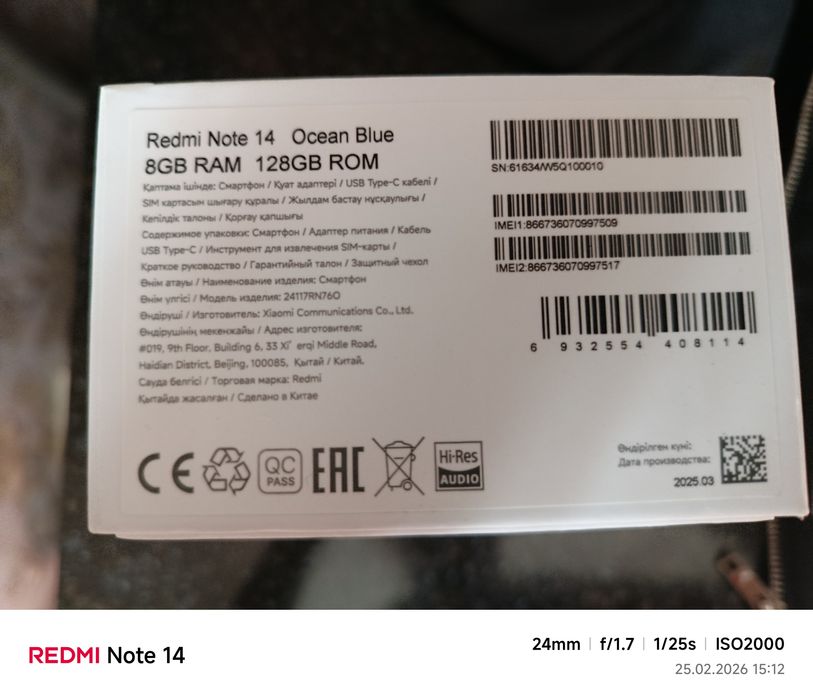 Redmi Note 14 Ocean Blue
8GB RAM 128GB ROM
Қаптама ішінде: Смартфон / Қуат адаптері / USB Type-C кабелі /
SIM картасын шығару құралы / Жылдам бастау нұсқаулығы /
Кепілдік талоны / Қорғау қапшығы
Содержимое упаковки: Смартфон / Адаптер питания / Кабель
USB Type-C / Инструмент для извлечения SIM-карты /
Краткое руководство / Гарантийный талон / Защитный чехол
Өнім атауы / Наименование изделия: Смартфон
Өнім үлгісі / Модель изделия: 24117RN76O
Өндіруші / Изготовитель: Xiaomi Communications Co., Ltd.
Өндірушінің мекенжайы / Адрес изготовителя:
#019, 9th Floor, Building 6, 33 Xi' erqi Middle Road,
Haidian District, Beijing, 100085, Қытай / Китай.
Сауда белгісі / Торговая марка: Redmi
Қытайда жасалған / Сделано в Китае
SN:61634/W5Q100010
IMEI1:866736070997509
IMEI2:866736070997517
6 932554 408114
CE
QC
PASS
EAC
Hi-Res
AUDIO
Өндірілген күні:
Дата производства:
2025.03
REDMI Note 14
24mm | f/1.7 | 1/25s | ISO2000
25.02.2026 15:12